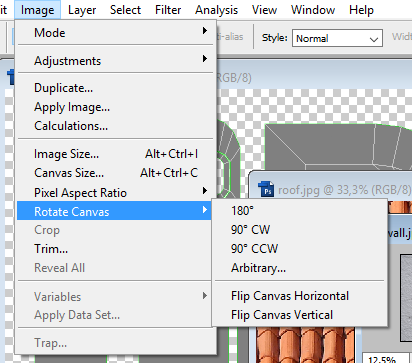 it Image Layer Select Filter Analysis View Window Help
Mode
ti-alias Style: Normal Widt
Adjustments
(RGB/8)
Duplicate...
Apply Image...
Calculations...
Image Size... Alt+Ctrl+I
Canvas Size... Alt+Ctrl+C
Pixel Aspect Ratio
roof.jpg @ 33,3% (RGB/8)
Rotate Canvas
180°
Crop
90° CW
wall.j
Trim...
90° CCW
Reveal All
Arbitrary...
Variables
Flip Canvas Horizontal
Apply Data Set...
Flip Canvas Vertical
Trap...
12.5%